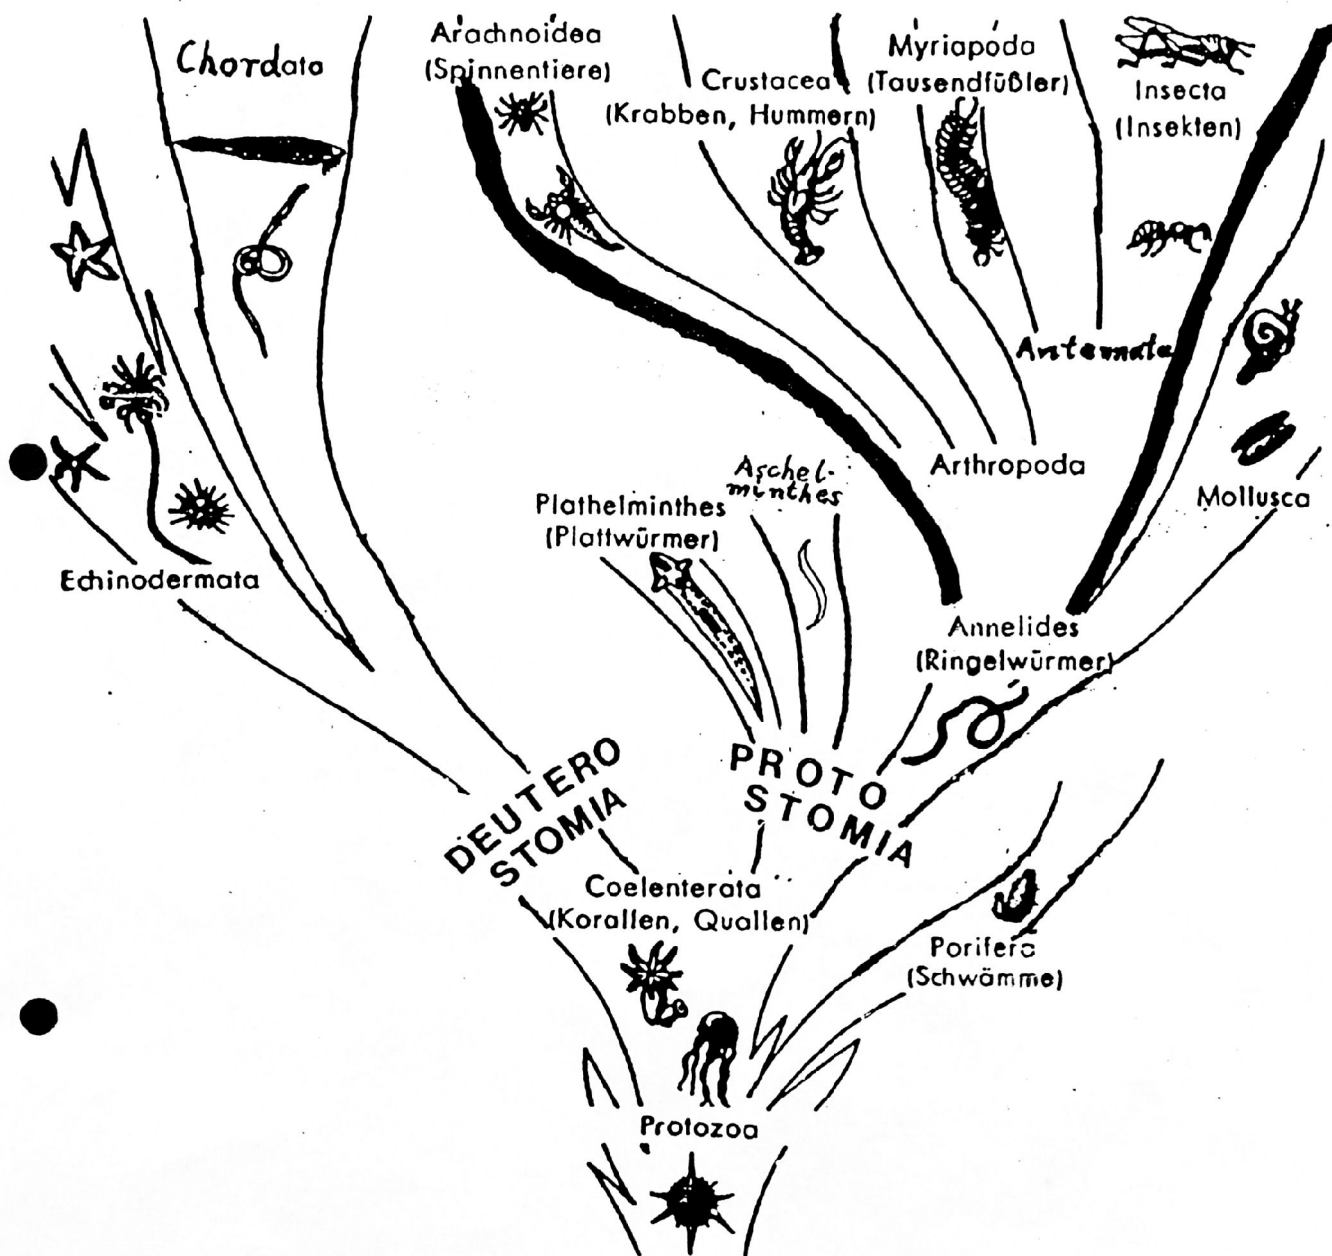 Chordata
Arachnoidea
(Spinnentiere)
Crustacea
(Krabben, Hummern)
Myriapoda
(Tausendfüßler)
Insecta
(Insekten)
Antennata
Arthropoda
Aschel-
minthes
Plathelminthes
(Plattwürmer)
Mollusca
Echinodermata
Annelides
(Ringelwürmer)
DEUTERO
STOMIA
PROTO
STOMIA
Coelenterata
(Korallen, Quallen)
Porifera
(Schwämme)
Protozoa